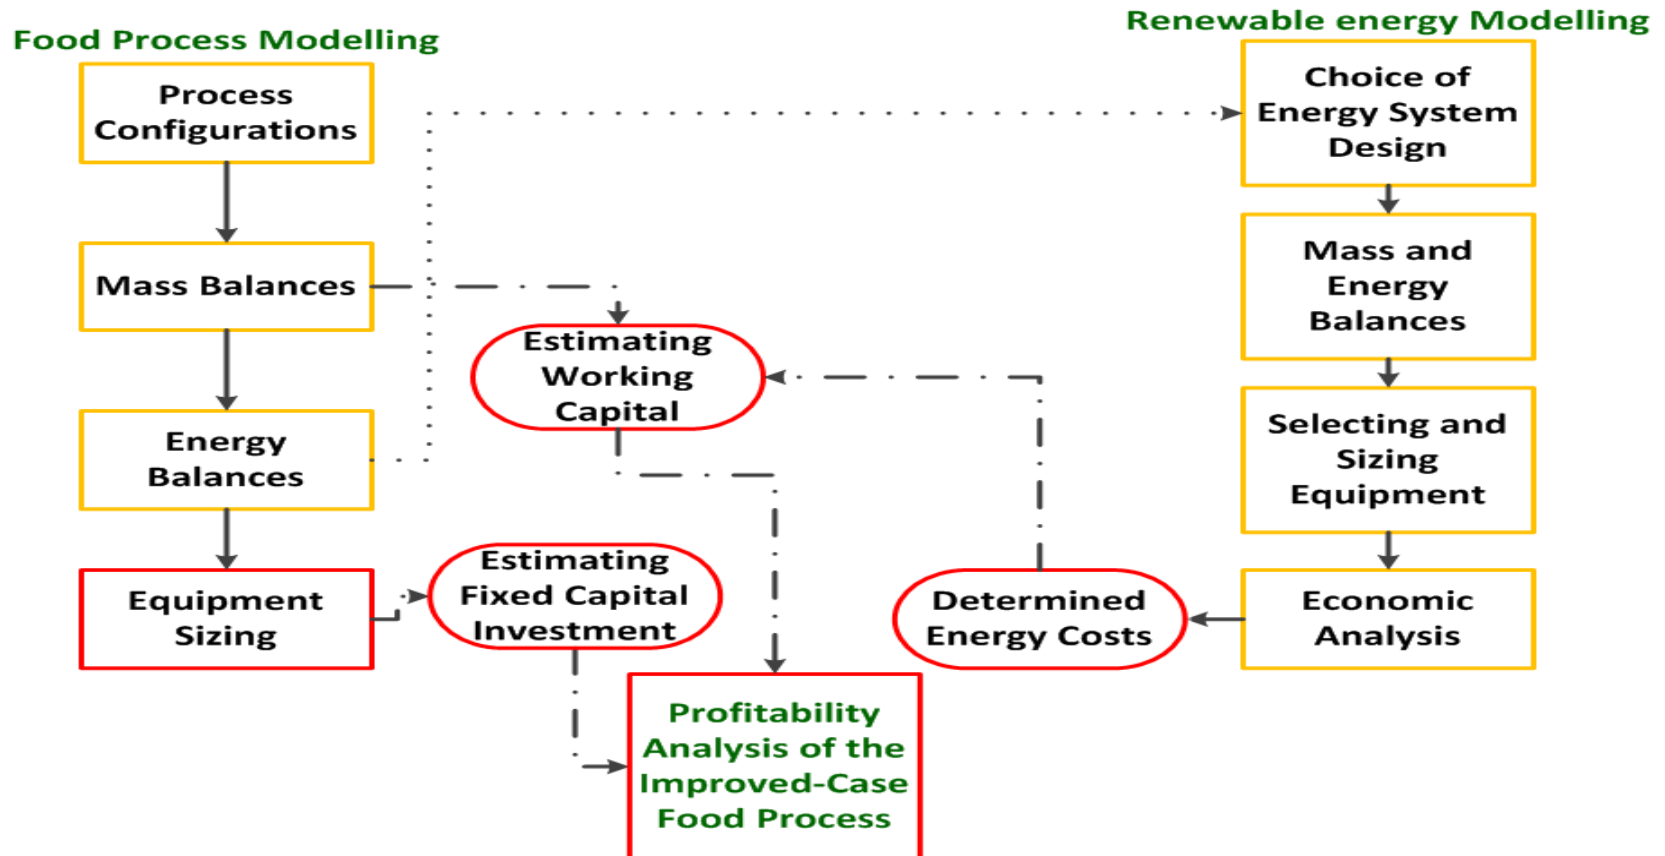 Renewable energy Modelling
Food Process Modelling
Process
Configurations
Mass Balances
Energy
Balances
Equipment
Sizing
Estimating
Working
Capital
Estimating
Fixed Capital
Investment
Profitability
Analysis of the
Improved-Case
Food Process
Determined
Energy Costs
Choice of
Energy System
Design
Mass and
Energy
Balances
Selecting and
Sizing
Equipment
Economic
Analysis